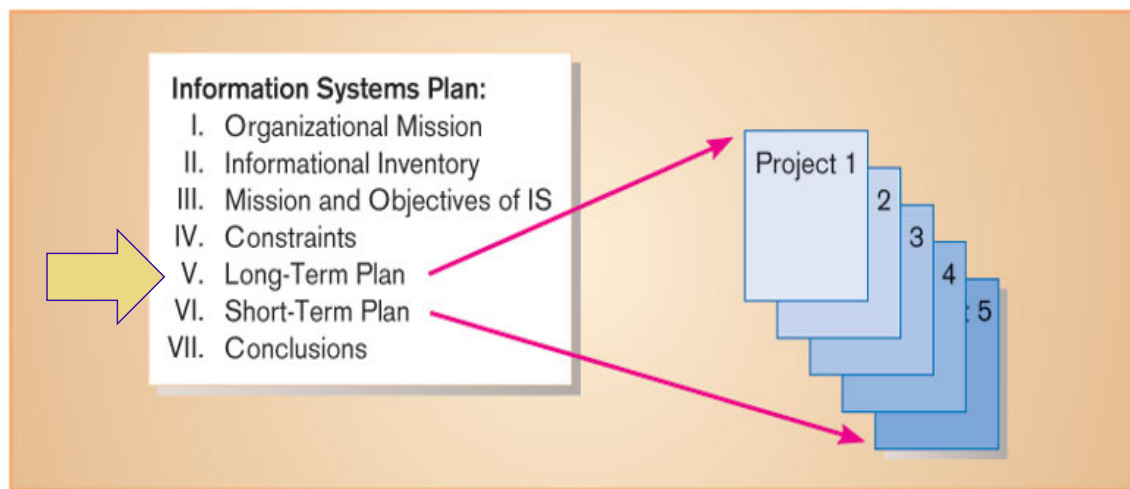 Information Systems Plan:
I. Organizational Mission
II. Informational Inventory
III. Mission and Objectives of IS
IV. Constraints
V. Long-Term Plan
VI. Short-Term Plan
VII. Conclusions
Project 1
2
3
4
: 5